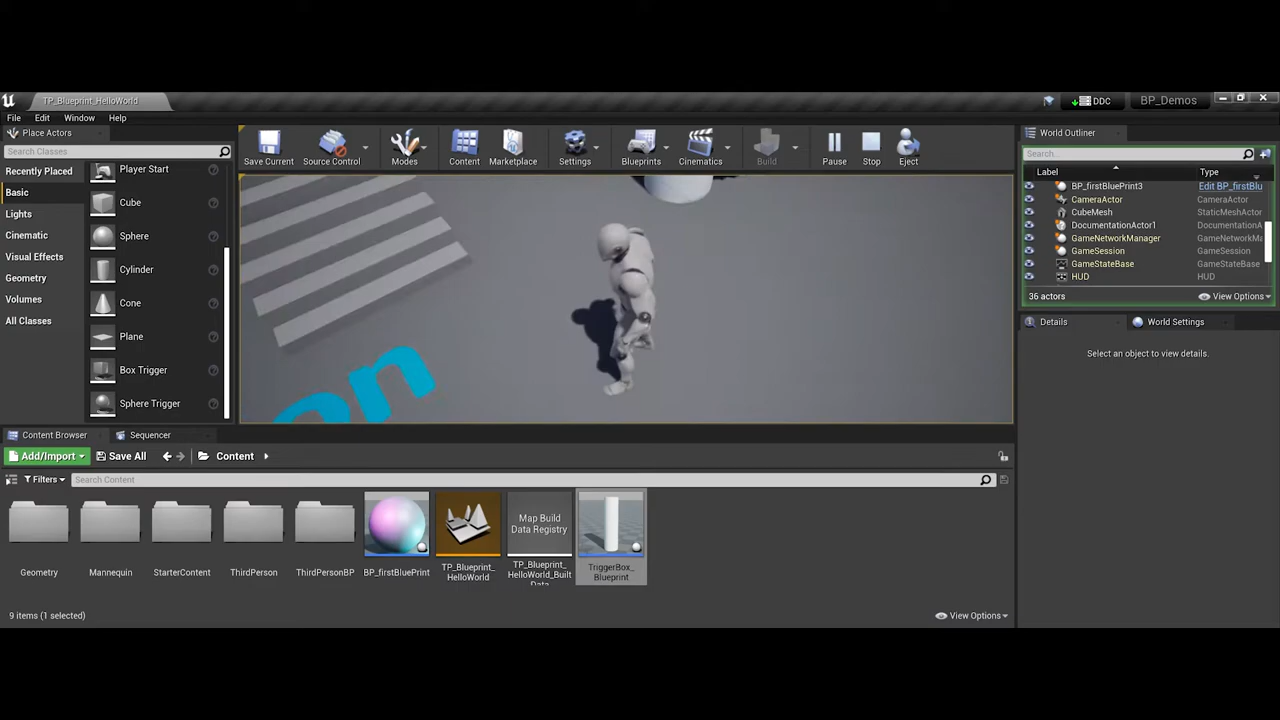 TP_Blueprint_HelloWorld
DDC
BP_Demos
File Edit Window Help
Place Actors
Search Classes
Recently Placed
Basic
Lights
Cinematic
Visual Effects
Geometry
Volumes
All Classes
Player Start
Cube
Sphere
Cylinder
Cone
Plane
Box Trigger
Sphere Trigger
Save Current
Source Control
Modes
Content
Marketplace
Settings
Blueprints
Cinematics
Build
Pause
Stop
Eject
on
World Outliner
Search...
Label Type
BP_firstBluePrint3 Edit BP_firstBlu
CameraActor CameraActor
CubeMesh StaticMeshActor
DocumentationActor1 DocumentationA
GameNetworkManager GameNetworkMa
GameSession GameSession
GameStateBase GameStateBase
HUD HUD
36 actors View Options
Details World Settings
Select an object to view details.
Content Browser Sequencer
Add/Import Save All Content
Filters Search Content
Geometry
Mannequin
StarterContent
ThirdPerson
ThirdPersonBP
BP_firstBluePrint
TP_Blueprint_
HelloWorld
Map Build
Data Registry
TP_Blueprint_
HelloWorld_Built
Data
TriggerBox_
Blueprint
9 items (1 selected) View Options